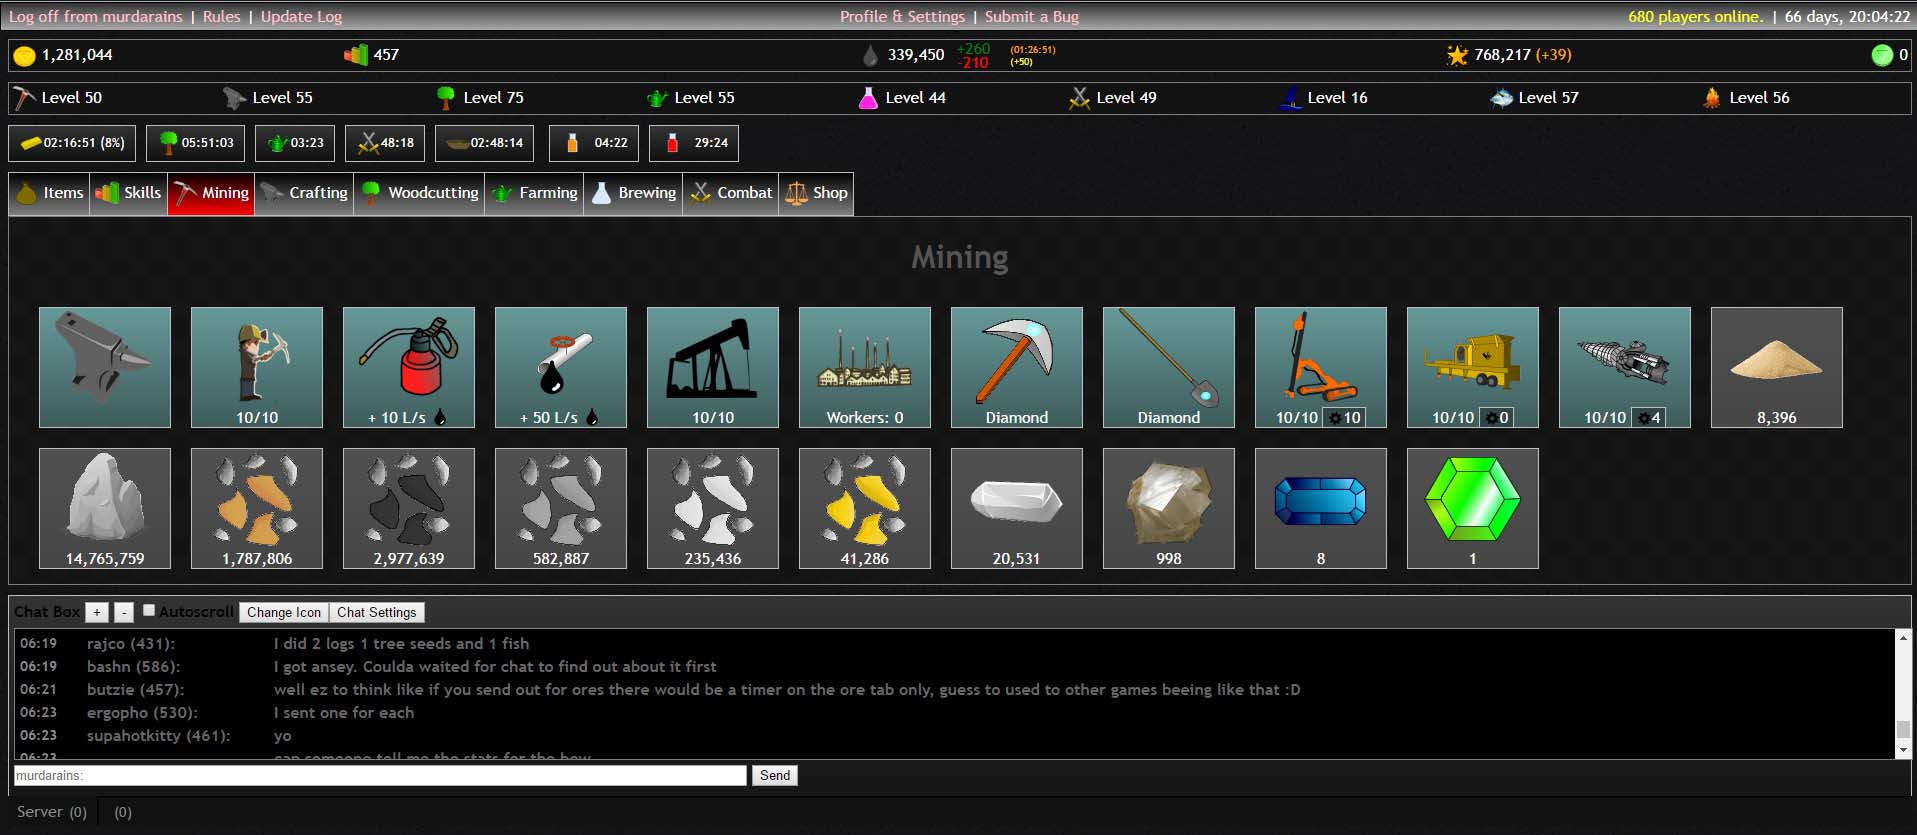 Log off from murdarains | Rules | Update Log Profile & Settings | Submit a Bug 680 players online. | 66 days, 20:04:22
1,281,044 457 339,450 +260 -210 (01:26:51) (+50) 768,217 (+39) 0
Level 50 Level 55 Level 75 Level 55 Level 44 Level 49 Level 16 Level 57 Level 56
02:16:51 (8%) 05:51:03 03:23 48:18 02:48:14 04:22 29:24
Items Skills Mining Crafting Woodcutting Farming Brewing Combat Shop
Mining
10/10 + 10 L/s + 50 L/s 10/10 Workers: 0 Diamond Diamond 10/10 10 10/10 0 10/10 4 8,396
14,765,759 1,787,806 2,977,639 582,887 235,436 41,286 20,531 998 8 1
Chat Box + - Autoscroll Change Icon Chat Settings
06:19 rajco (431): I did 2 logs 1 tree seeds and 1 fish
06:19 bashn (586): I got ansey. Coulda waited for chat to find out about it first
06:21 butzie (457): well ez to think like if you send out for ores there would be a timer on the ore tab only, guess to used to other games beeing like that :D
06:23 ergopho (530): I sent one for each
06:23 supahotkitty (461): yo
06:23 can someone tell me the stats for the bow
murdarains: Send
Server (0) (0)